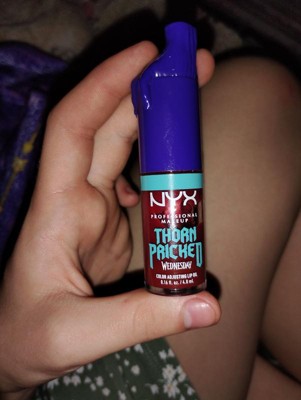 NYX
PROFESSIONAL
MAKEUP
THORN
PRICKED
WEDNESDAY
COLOR ADJUSTING LIP OIL
0.16 fl. oz. / 4.8 mL